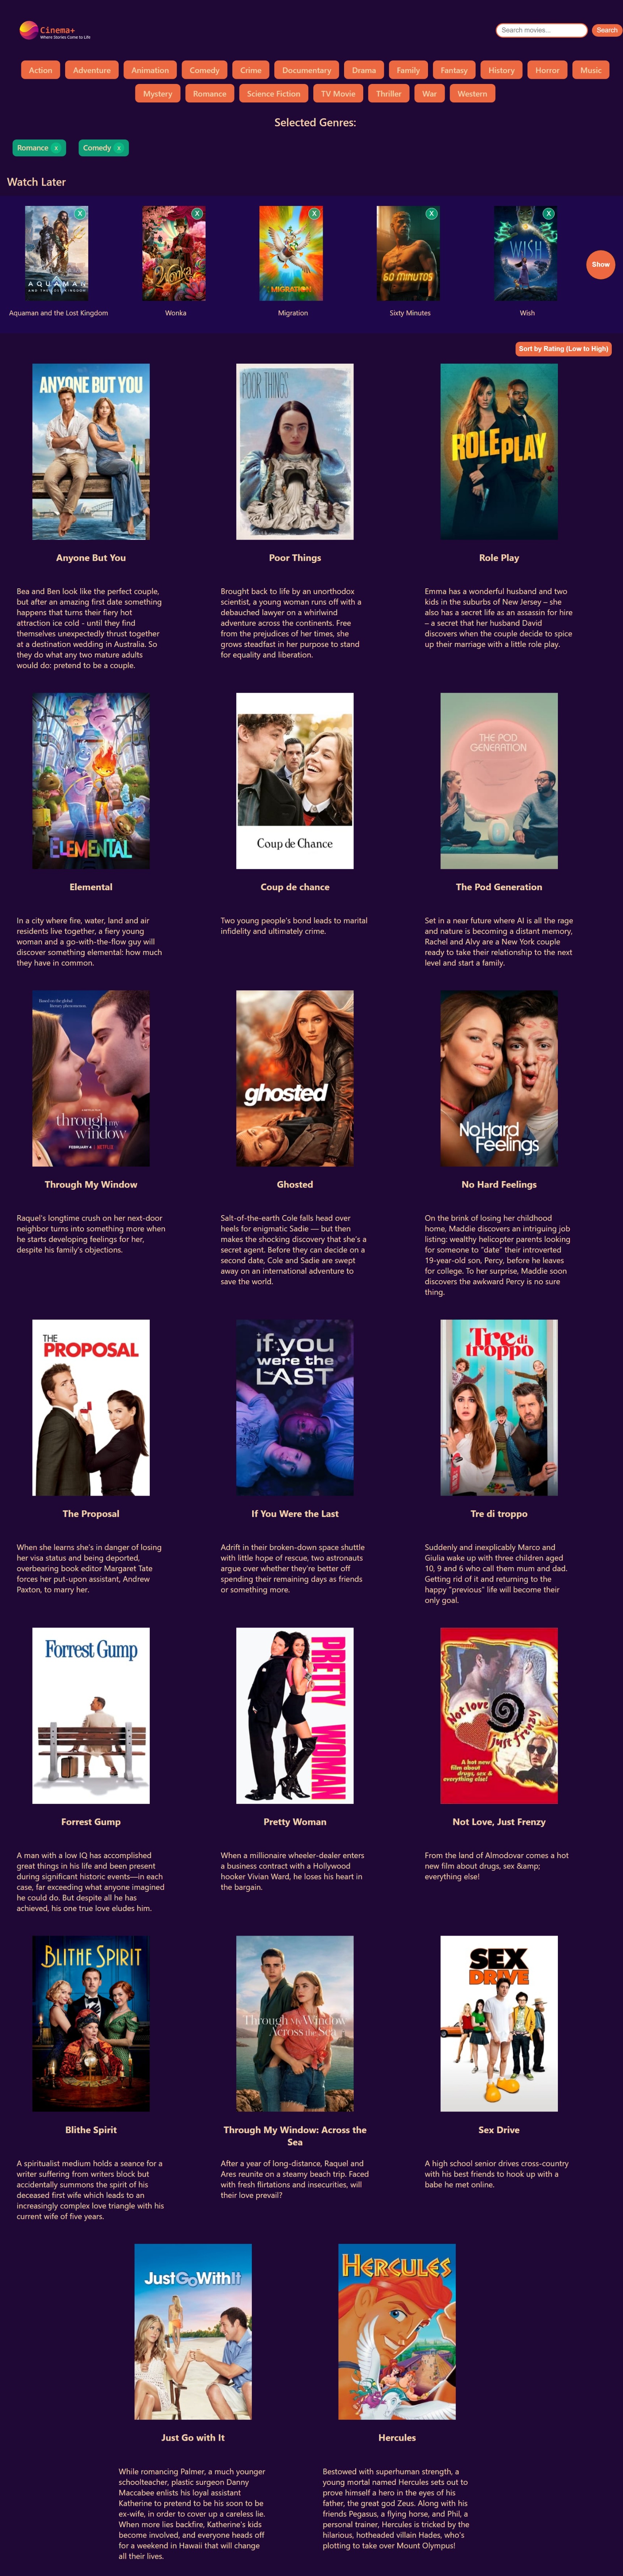 Cinema+
Where Stories Come to Life
Search movies...
Search
Action
Adventure
Animation
Comedy
Crime
Documentary
Drama
Family
Fantasy
History
Horror
Music
Mystery
Romance
Science Fiction
TV Movie
Thriller
War
Western
Selected Genres:
Romance x
Comedy x
Watch Later
X
X
X
X
X
AQUAMAN
AND THE LOST KINGDOM
Wonka
MIGRATION
60 MINUTOS
WISH
Show
Aquaman and the Lost Kingdom
Wonka
Migration
Sixty Minutes
Wish
Sort by Rating (Low to High)
ANYONE BUT YOU
POOR THINGS
ROLE PLAY
Anyone But You
Poor Things
Role Play
Bea and Ben look like the perfect couple,
but after an amazing first date something
happens that turns their fiery hot
attraction ice cold - until they find
themselves unexpectedly thrust together
at a destination wedding in Australia. So
they do what any two mature adults
would do: pretend to be a couple.
Brought back to life by an unorthodox
scientist, a young woman runs off with a
debauched lawyer on a whirlwind
adventure across the continents. Free
from the prejudices of her times, she
grows steadfast in her purpose to stand
for equality and liberation.
Emma has a wonderful husband and two
kids in the suburbs of New Jersey – she
also has a secret life as an assassin for hire
– a secret that her husband David
discovers when the couple decide to spice
up their marriage with a little role play.
ELEMENTAL
Coup de Chance
THE POD
GENERATION
Elemental
Coup de chance
The Pod Generation
In a city where fire, water, land and air
residents live together, a fiery young
woman and a go-with-the-flow guy will
discover something elemental: how much
they have in common.
Two young people's bond leads to marital
infidelity and ultimately crime.
Set in a near future where AI is all the rage
and nature is becoming a distant memory,
Rachel and Alvy are a New York couple
ready to take their relationship to the next
level and start a family.
Based on the global
literary phenomenon
through my
window
FEBRUARY 4 | NETFLIX
ghosted
No Hard
Feelings
Through My Window
Ghosted
No Hard Feelings
Raquel's longtime crush on her next-door
neighbor turns into something more when
he starts developing feelings for her,
despite his family's objections.
Salt-of-the-earth Cole falls head over
heels for enigmatic Sadie — but then
makes the shocking discovery that she's a
secret agent. Before they can decide on a
second date, Cole and Sadie are swept
away on an international adventure to
save the world.
On the brink of losing her childhood
home, Maddie discovers an intriguing job
listing: wealthy helicopter parents looking
for someone to "date" their introverted
19-year-old son, Percy, before he leaves
for college. To her surprise, Maddie soon
discovers the awkward Percy is no sure
thing.
THE
PROPOSAL
if you
were the
LAST
Tre di
troppo
The Proposal
If You Were the Last
Tre di troppo
When she learns she's in danger of losing
her visa status and being deported,
overbearing book editor Margaret Tate
forces her put-upon assistant, Andrew
Paxton, to marry her.
Adrift in their broken-down space shuttle
with little hope of rescue, two astronauts
argue over whether they're better off
spending their remaining days as friends
or something more.
Suddenly and inexplicably Marco and
Giulia wake up with three children aged
10, 9 and 6 who call them mum and dad.
Getting rid of it and returning to the
happy "previous" life will become their
only goal.
Forrest Gump
PRETTY WOMAN
Not love
just Frenzy
A hot new
film about
drugs, sex &
everything else!
Forrest Gump
Pretty Woman
Not Love, Just Frenzy
A man with a low IQ has accomplished
great things in his life and been present
during significant historic events—in each
case, far exceeding what anyone imagined
he could do. But despite all he has
achieved, his one true love eludes him.
When a millionaire wheeler-dealer enters
a business contract with a Hollywood
hooker Vivian Ward, he loses his heart in
the bargain.
From the land of Almodovar comes a hot
new film about drugs, sex &amp;
everything else!
BLITHE SPIRIT
Through My Window
Across the Sea
SEX
DRIVE
Blithe Spirit
Through My Window: Across the
Sea
Sex Drive
A spiritualist medium holds a seance for a
writer suffering from writers block but
accidentally summons the spirit of his
deceased first wife which leads to an
increasingly complex love triangle with his
current wife of five years.
After a year of long-distance, Raquel and
Ares reunite on a steamy beach trip. Faced
with fresh flirtations and insecurities, will
their love prevail?
A high school senior drives cross-country
with his best friends to hook up with a
babe he met online.
JustGoWithIt
HERCULES
Just Go with It
Hercules
While romancing Palmer, a much younger
schoolteacher, plastic surgeon Danny
Maccabee enlists his loyal assistant
Katherine to pretend to be his soon to be
ex-wife, in order to cover up a careless lie.
When more lies backfire, Katherine's kids
become involved, and everyone heads off
for a weekend in Hawaii that will change
all their lives.
Bestowed with superhuman strength, a
young mortal named Hercules sets out to
prove himself a hero in the eyes of his
father, the great god Zeus. Along with his
friends Pegasus, a flying horse, and Phil, a
personal trainer, Hercules is tricked by the
hilarious, hotheaded villain Hades, who's
plotting to take over Mount Olympus!